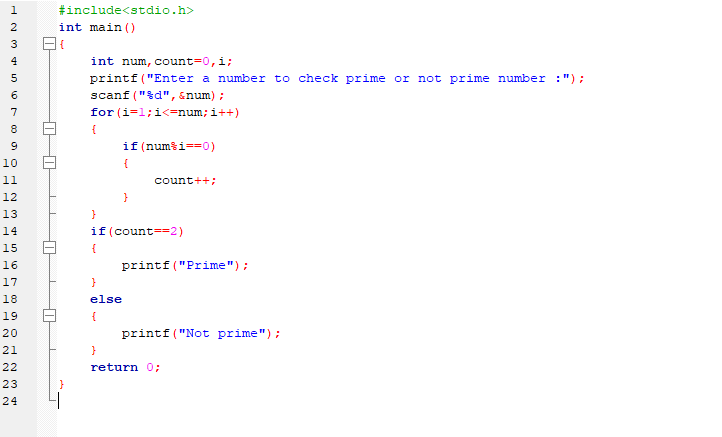 1 #include<stdio.h>
2 int main()
3 {
4 int num,count=0,i;
5 printf("Enter a number to check prime or not prime number :");
6 scanf("%d",&num);
7 for(i=1;i<=num;i++)
8 {
9 if(num%i==0)
10 {
11 count++;
12 }
13 }
14 if(count==2)
15 {
16 printf("Prime");
17 }
18 else
19 {
20 printf("Not prime");
21 }
22 return 0;
23 }
24